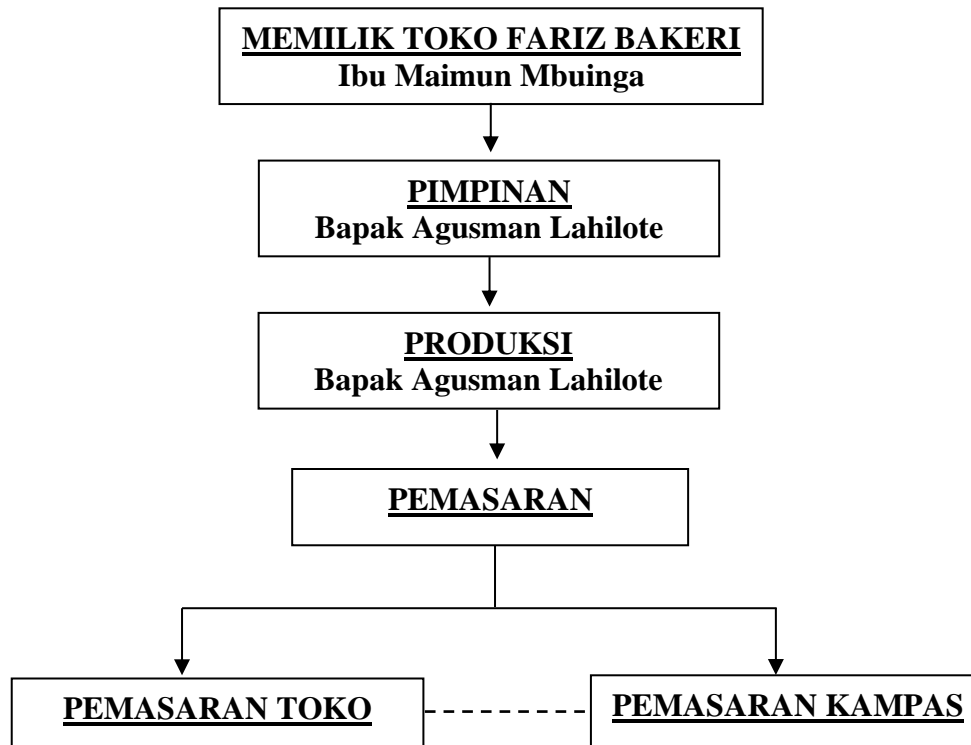 MEMILIK TOKO FARIZ BAKERI
Ibu Maimun Mbuinga
PIMPINAN
Bapak Agusman Lahilote
PRODUKSI
Bapak Agusman Lahilote
PEMASARAN
PEMASARAN TOKO
PEMASARAN KAMPAS